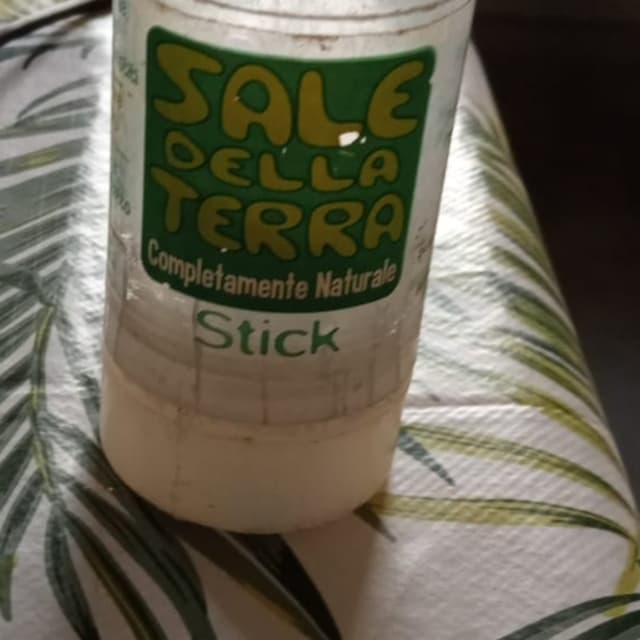 SALE
DELLA
TERRA
Completamente Naturale
Stick